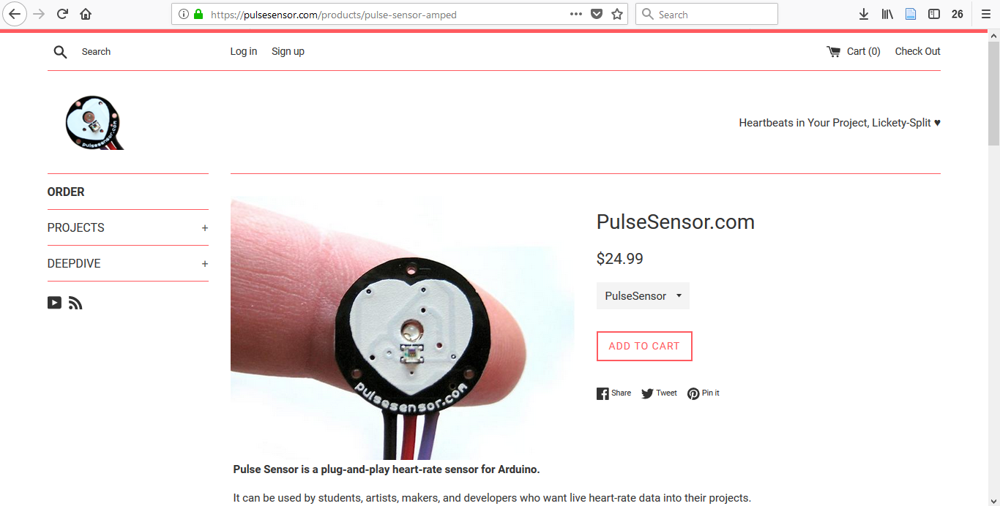 https://pulsesensor.com/products/pulse-sensor-amped
Search
26
Search
Log in
Sign up
Cart (0)
Check Out
pulsesensor.com
Heartbeats in Your Project, Lickety-Split ♥
ORDER
PROJECTS +
DEEPDIVE +
pulsesensor.com
PulseSensor.com
$24.99
PulseSensor
ADD TO CART
Share
Tweet
Pin it
Pulse Sensor is a plug-and-play heart-rate sensor for Arduino.
It can be used by students, artists, makers, and developers who want live heart-rate data into their projects.